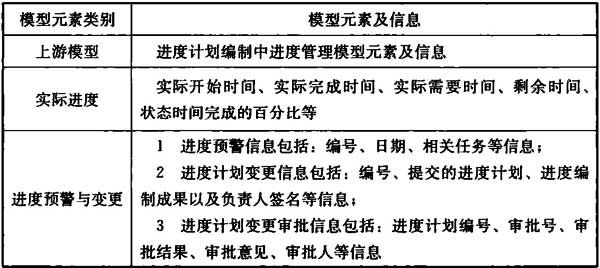 模型元素类别 模型元素及信息
上游模型 进度计划编制中进度管理模型元素及信息
实际进度
实际开始时间、实际完成时间、实际需要时间、剩余时间、
状态时间完成的百分比等
进度预警与变更
1 进度预警信息包括：编号、日期、相关任务等信息；
2 进度计划变更信息包括：编号、提交的进度计划、进度编
制成果以及负责人签名等信息；
3 进度计划变更审批信息包括：进度计划编号、审批号、审
批结果、审批意见、审批人等信息